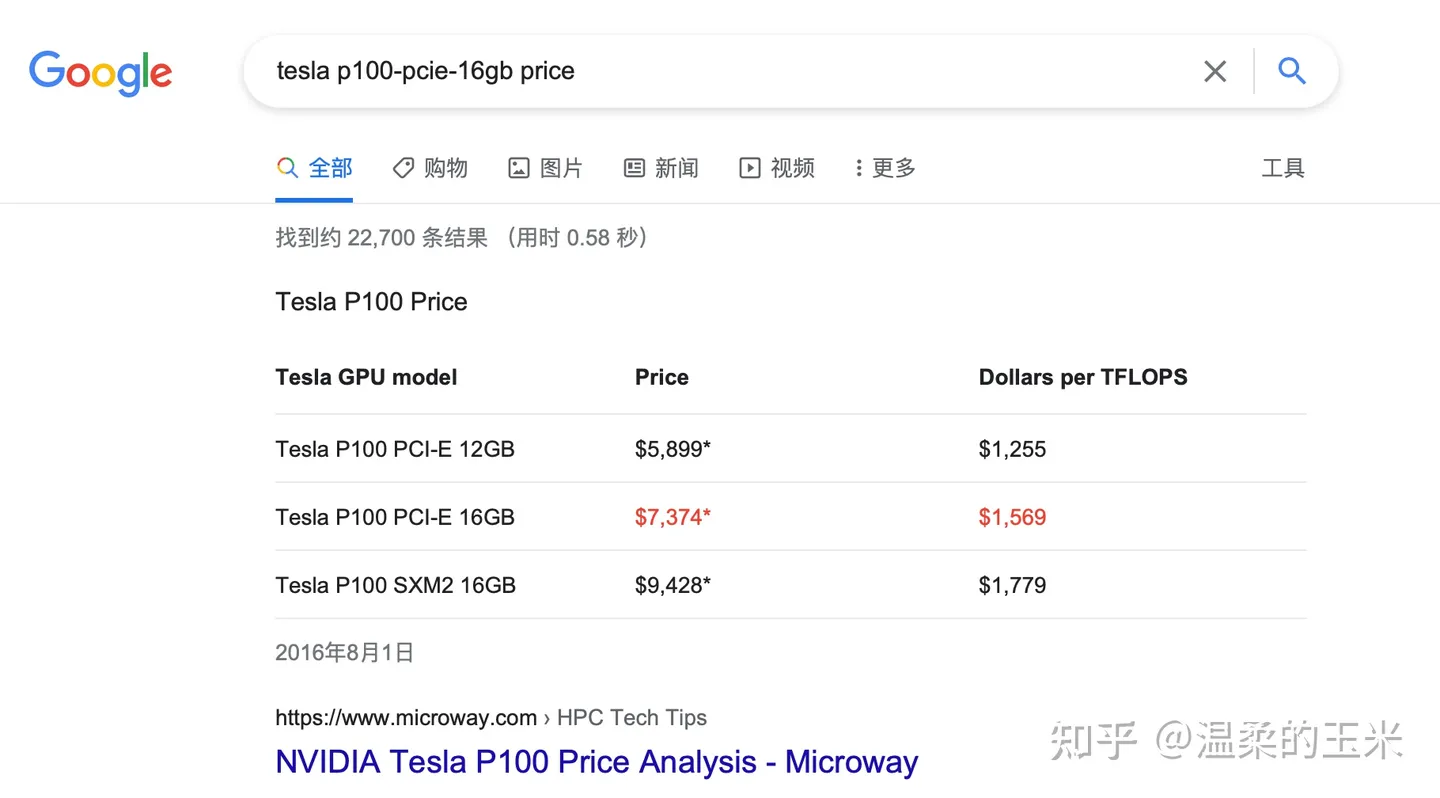 Google
tesla p100-pcie-16gb price
全部 购物 图片 新闻 视频 更多 工具
找到约 22,700 条结果 （用时 0.58 秒）
Tesla P100 Price
Tesla GPU model Price Dollars per TFLOPS
Tesla P100 PCI-E 12GB $5,899* $1,255
Tesla P100 PCI-E 16GB $7,374* $1,569
Tesla P100 SXM2 16GB $9,428* $1,779
2016年8月1日
https://www.microway.com › HPC Tech Tips
NVIDIA Tesla P100 Price Analysis - Microway
知乎 @温柔的玉米